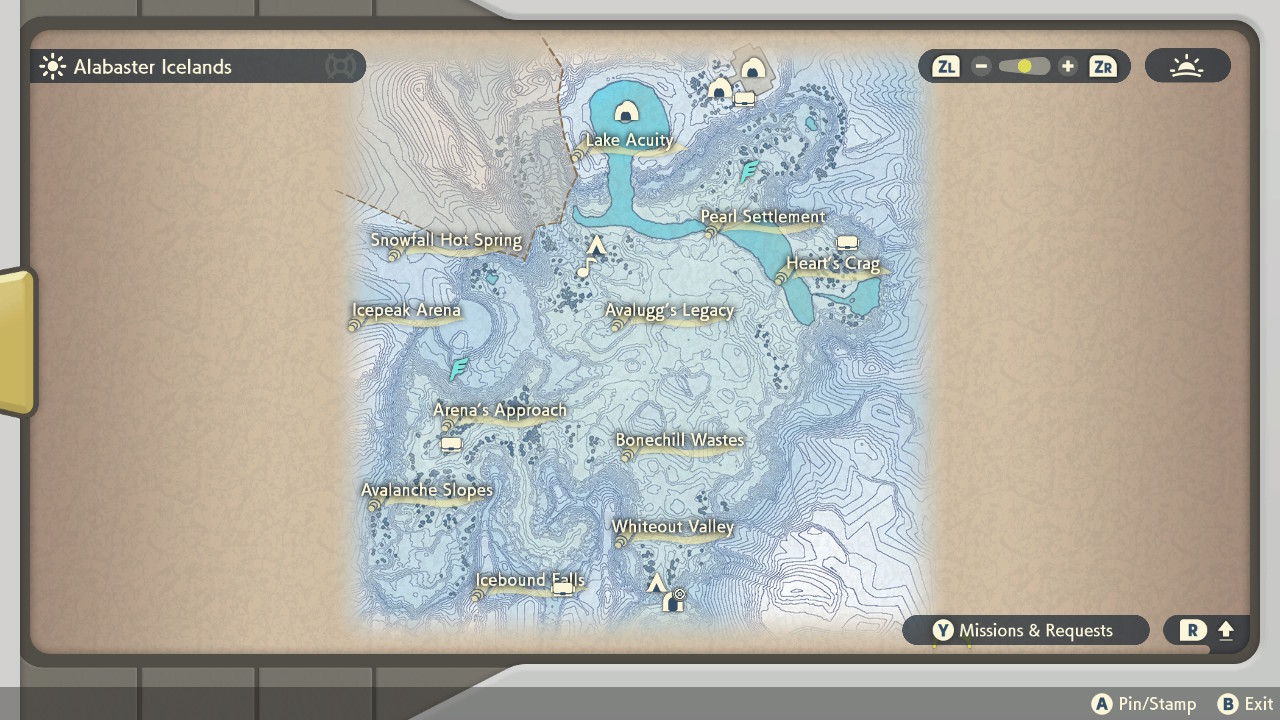 Alabaster Icelands
ZL
ZR
Lake Acuity
Pearl Settlement
Snowfall Hot Spring
Heart's Crag
Icepeak Arena
Avalugg's Legacy
Arena's Approach
Bonechill Wastes
Avalanche Slopes
Whiteout Valley
Icebound Falls
Y Missions & Requests
R
A Pin/Stamp
B Exit